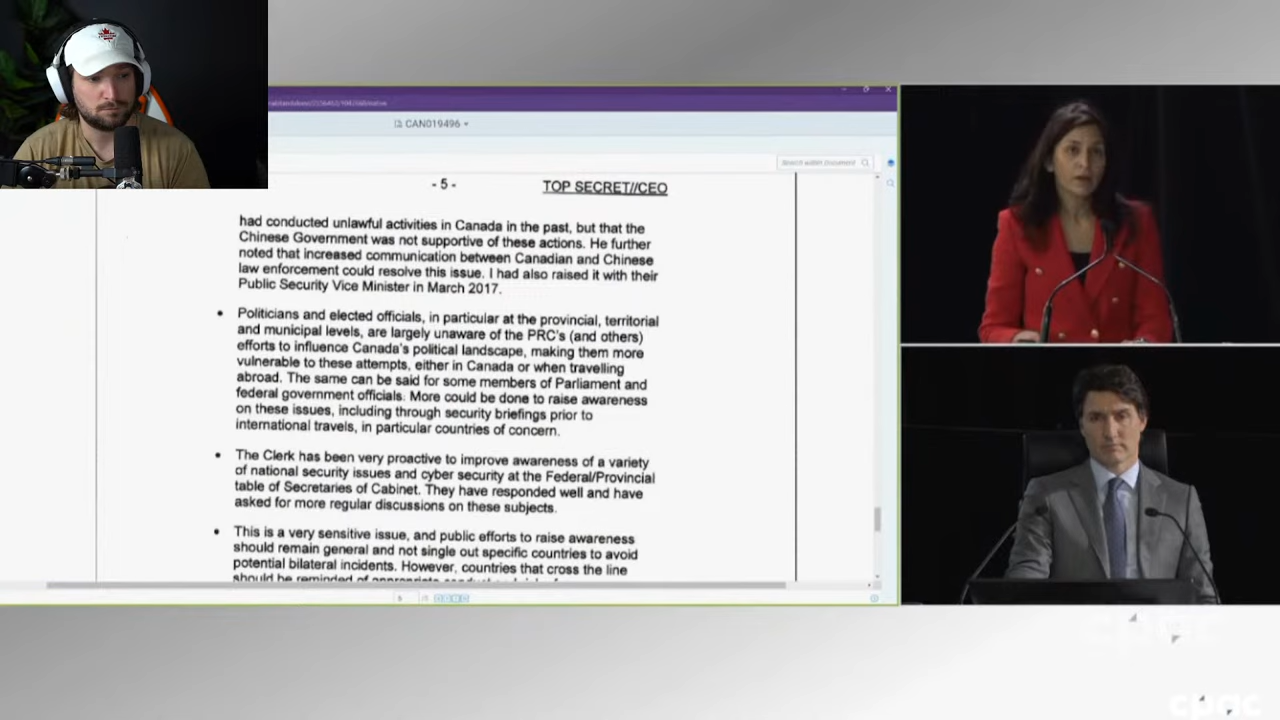 CAN019496
Search within document
- 5 -
TOP SECRET//CEO
had conducted unlawful activities in Canada in the past, but that the
Chinese Government was not supportive of these actions. He further
noted that increased communication between Canadian and Chinese
law enforcement could resolve this issue. I had also raised it with their
Public Security Vice Minister in March 2017.
• Politicians and elected officials, in particular at the provincial, territorial
and municipal levels, are largely unaware of the PRC's (and others)
efforts to influence Canada's political landscape, making them more
vulnerable to these attempts, either in Canada or when travelling
abroad. The same can be said for some members of Parliament and
federal government officials. More could be done to raise awareness
on these issues, including through security briefings prior to
international travels, in particular countries of concern.
• The Clerk has been very proactive to improve awareness of a variety
of national security issues and cyber security at the Federal/Provincial
table of Secretaries of Cabinet. They have responded well and have
asked for more regular discussions on these subjects.
• This is a very sensitive issue, and public efforts to raise awareness
should remain general and not single out specific countries to avoid
potential bilateral incidents. However, countries that cross the line
should be reminded of appropriate conduct
cpac